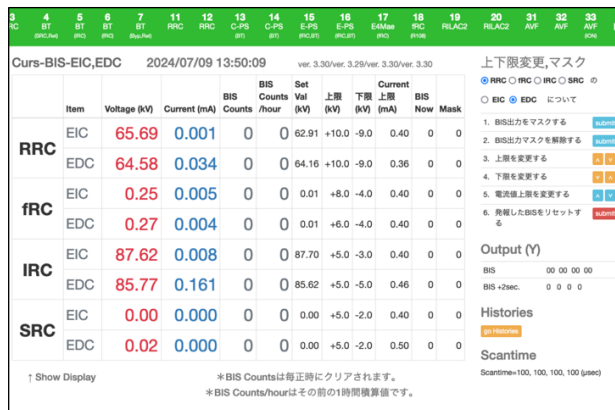 3 4 5 6 7 11 12 13 14 15 16 17 18 19 20 31 32 33
RC BT BT BT BT RRC RRC C-PS C-PS E-PS E-PS E4Mae fRC RILAC2 RILAC2 AVF AVF AVF
(IRC) (BT) (BT) (RC) (ION)
Curs-BIS-EIC,EDC 2024/07/09 13:50:09 ver. 3.30/ver. 3.29/ver. 3.30/ver. 3.30
Item Voltage (kV) Current (mA) BIS Counts BIS Counts /hour Set Val (kV) 上限 (kV) 下限 (kV) Current 上限 (mA) BIS Now Mask
RRC EIC 65.69 0.001 0 0 62.91 +10.0 -9.0 0.40 0 0
EDC 64.58 0.034 0 0 64.16 +10.0 -9.0 0.36 0 0
fRC EIC 0.25 0.005 0 0 0.01 +8.0 -4.0 0.40 0 0
EDC 0.27 0.004 0 0 0.01 +6.0 -4.0 0.40 0 0
IRC EIC 87.62 0.008 0 0 87.70 +5.0 -3.0 0.40 0 0
EDC 85.77 0.161 0 0 85.62 +5.0 -5.0 0.46 0 0
SRC EIC 0.00 0.000 0 0 0.00 +5.0 -2.0 0.40 0 0
EDC 0.02 0.000 0 0 0.00 +5.0 -2.0 0.50 0 0
↑ Show Display
＊BIS Countsは毎正時にクリアされます。
＊BIS Counts/hourはその前の1時間積算値です。
上下限変更,マスク
RRC fRC IRC SRC の
EIC EDC について
1. BIS出力をマスクする submit
2. BIS出力マスクを解除する submit
3. 上限を変更する ∧ ∨
4. 下限を変更する ∨ ∧
5. 電流値上限を変更する ∧ ∨
6. 発報したBISをリセットす
る submit
Output (Y)
BIS 00 00 00 00
BIS +2sec. 0 0 0 0
Histories
go Histories
Scantime
Scantime=100, 100, 100, 100 (μsec)